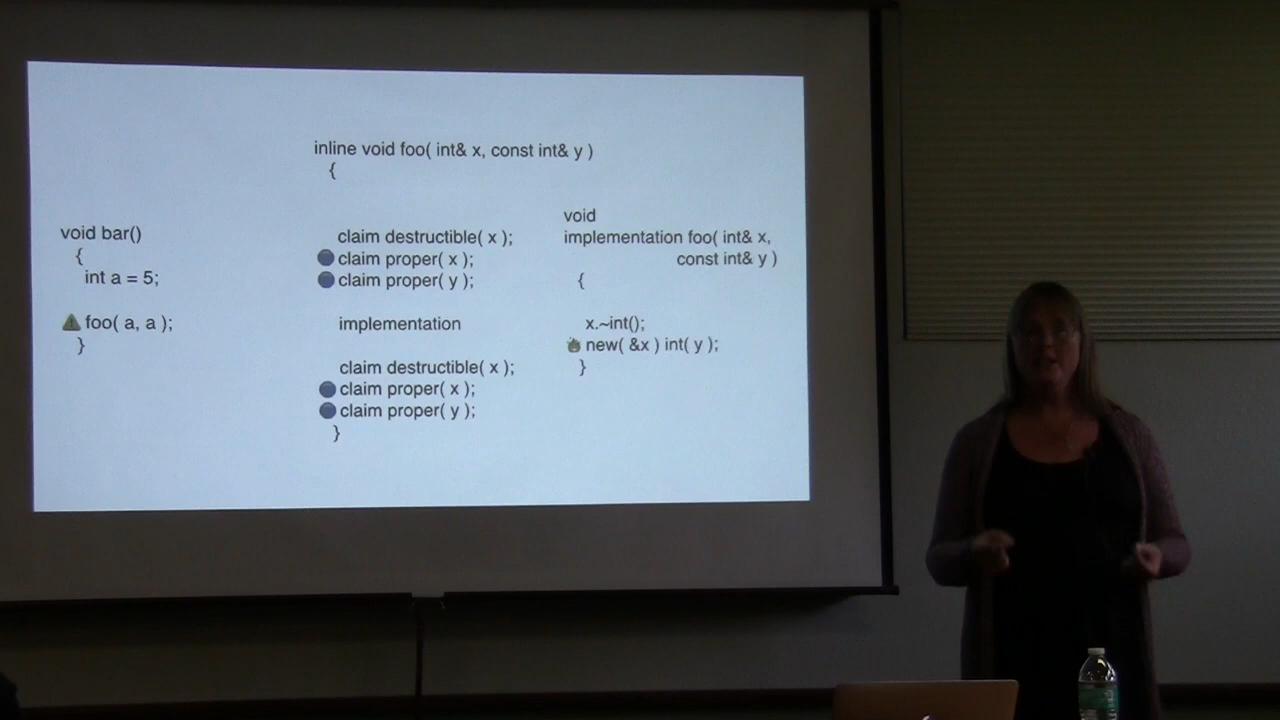 inline void foo( int& x, const int& y )
{
void bar()
{
int a = 5;
foo( a, a );
}
claim destructible( x );
claim proper( x );
claim proper( y );
implementation
claim destructible( x );
claim proper( x );
claim proper( y );
}
void
implementation foo( int& x,
const int& y )
{
x.~int();
new( &x ) int( y );
}